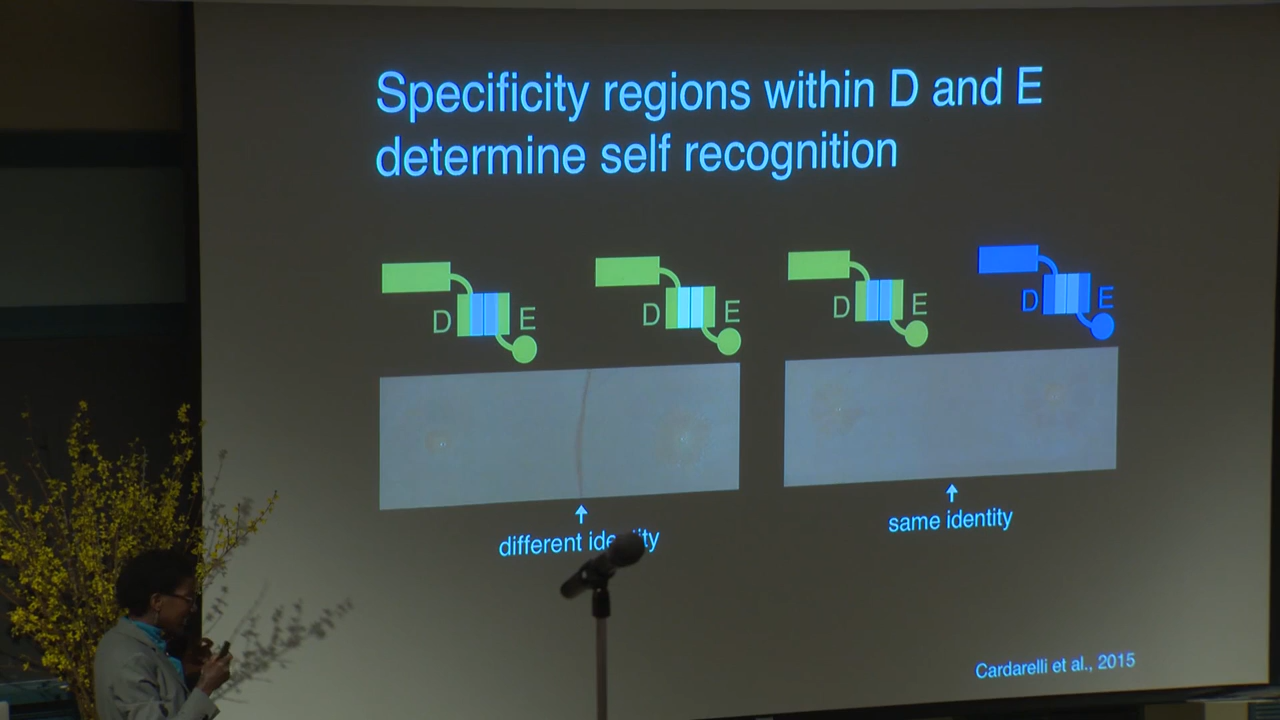 Specificity regions within D and E
determine self recognition
D E
D E
D E
D E
different identity
same identity
Cardarelli et al., 2015